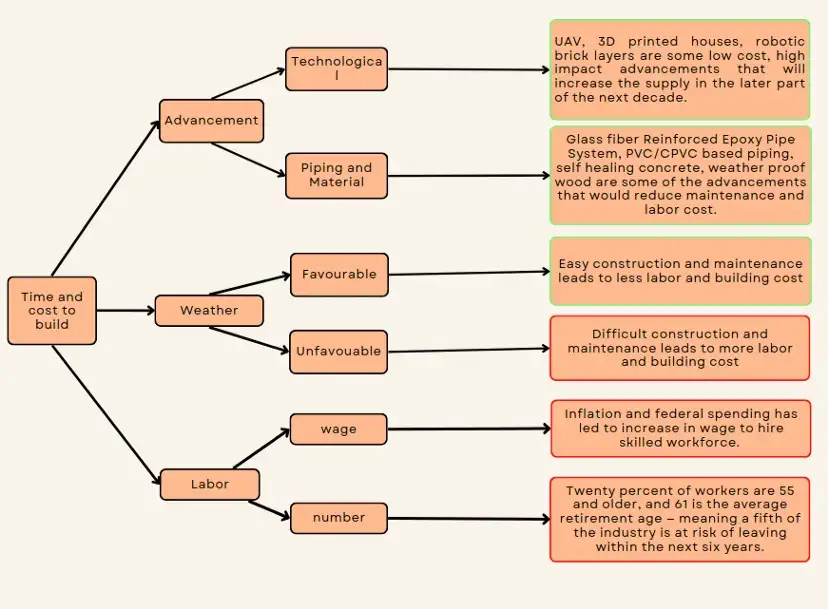 Technologica
l
UAV, 3D printed houses, robotic
brick layers are some low cost, high
impact advancements that will
increase the supply in the later part
of the next decade.
Advancement
Piping and
Material
Glass fiber Reinforced Epoxy Pipe
System, PVC/CPVC based piping,
self healing concrete, weather proof
wood are some of the advancements
that would reduce maintenance and
labor cost.
Time and
cost to
build
Weather
Favourable
Easy construction and maintenance
leads to less labor and building cost
Unfavouable
Difficult construction and
maintenance leads to more labor
and building cost
Labor
wage
Inflation and federal spending has
led to increase in wage to hire
skilled workforce.
number
Twenty percent of workers are 55
and older, and 61 is the average
retirement age – meaning a fifth of
the industry is at risk of leaving
within the next six years.